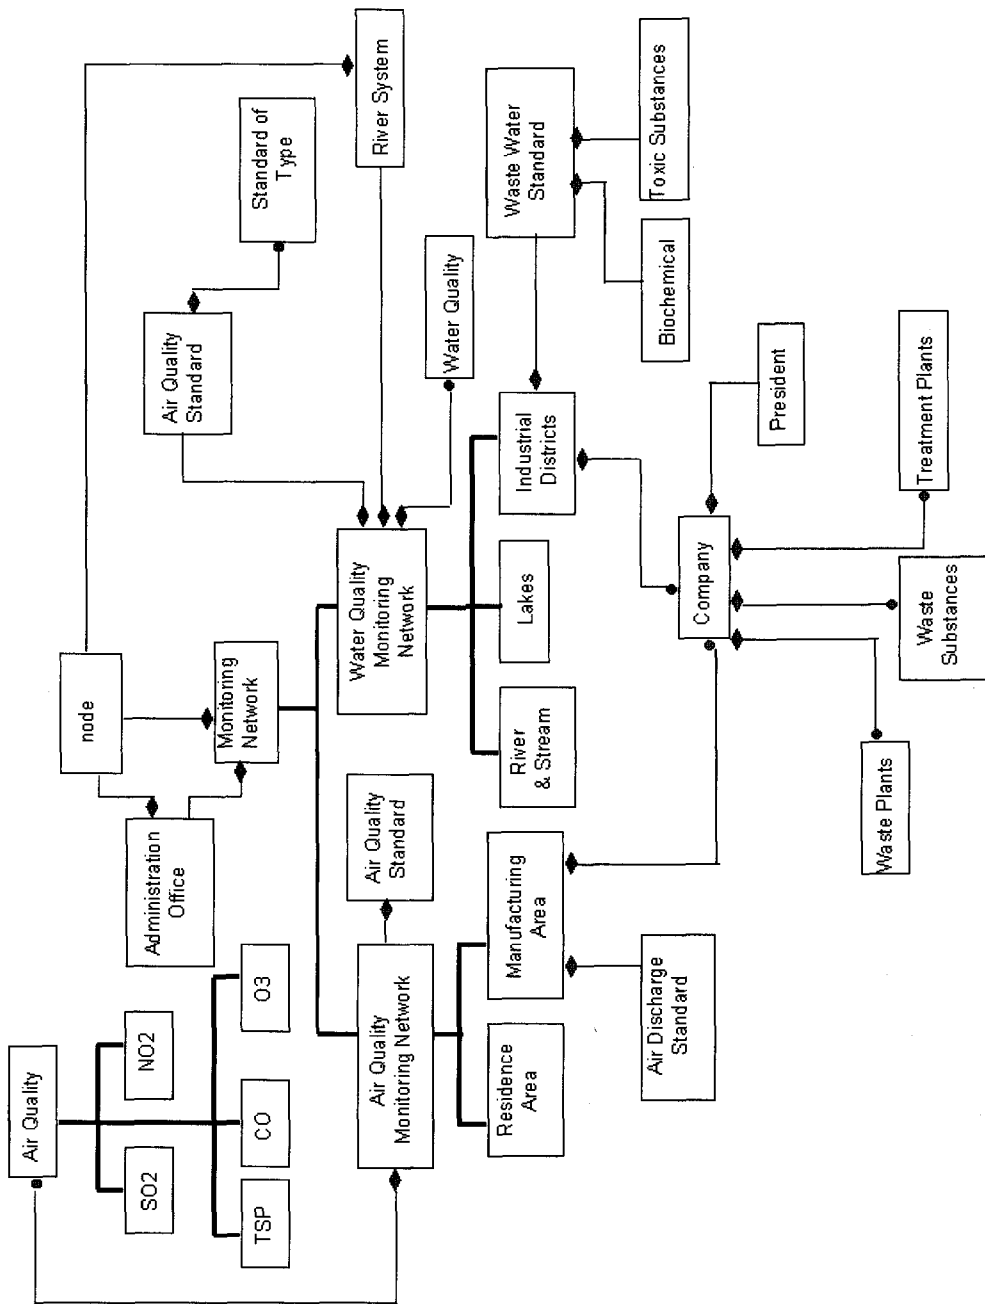 Air Quality
node
SO2
NO2
Administration
Office
Air Quality
Standard
Monitoring
Network
TSP
CO
O3
Standard of
Type
Air Quality
Monitoring Network
Air Quality
Standard
Water Quality
Monitoring
Network
River System
Water Quality
Residence
Area
Manufacturing
Area
River
& Stream
Lakes
Industrial
Districts
Waste Water
Standard
Air Discharge
Standard
Company
Biochemical
Toxic Substances
President
Waste Plants
Waste
Substances
Treatment Plants